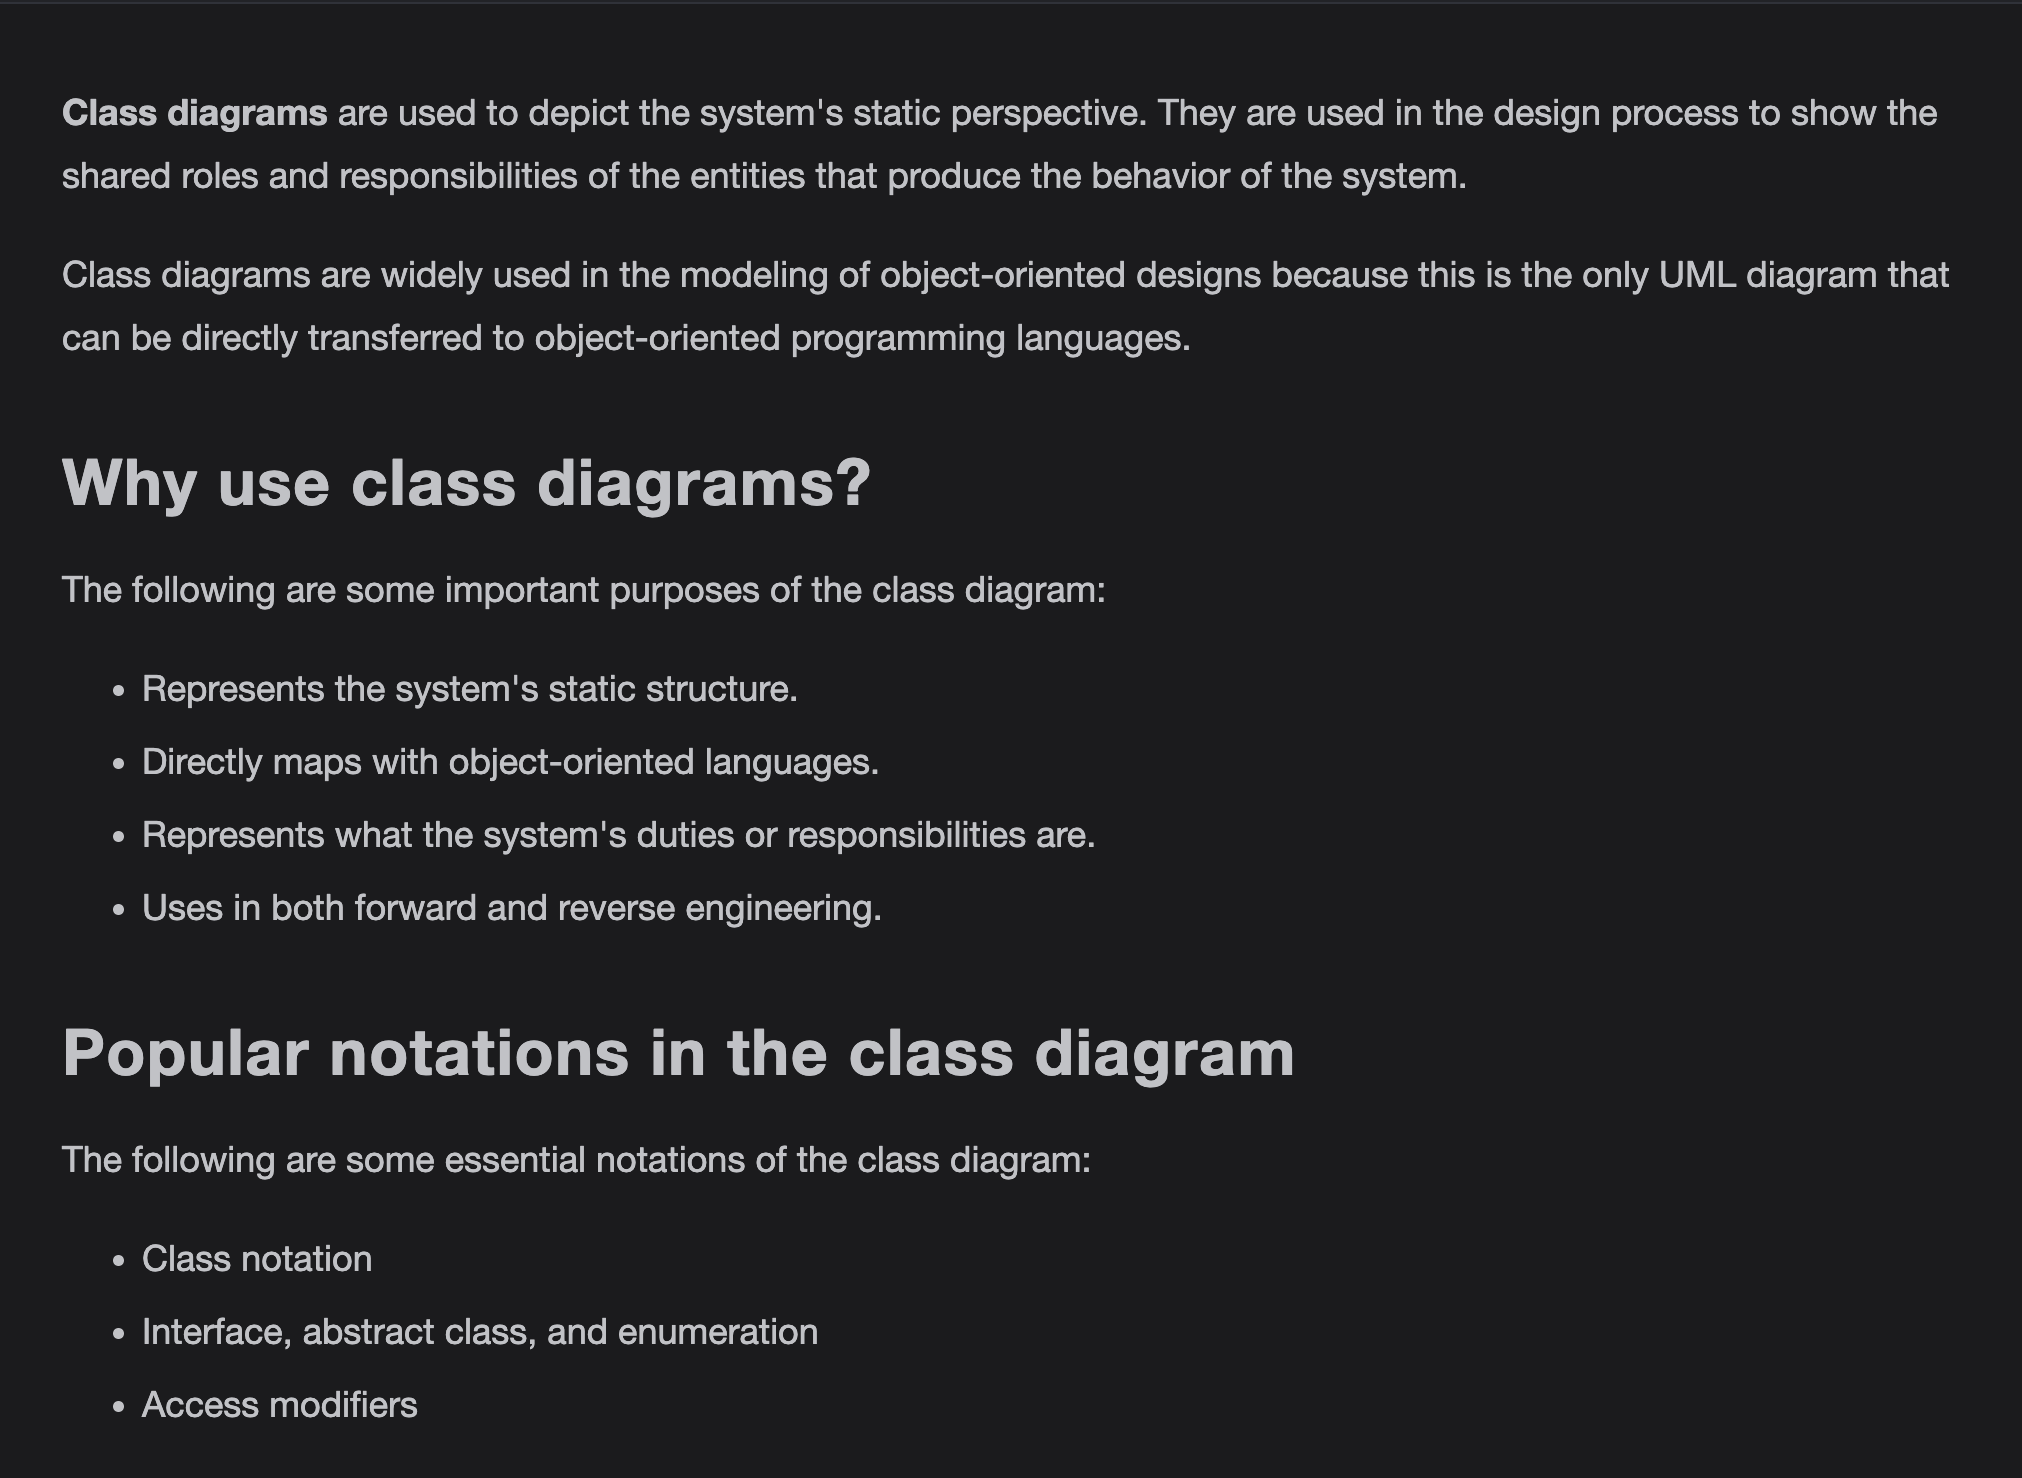 Class diagrams are used to depict the system's static perspective. They are used in the design process to show the
shared roles and responsibilities of the entities that produce the behavior of the system.
Class diagrams are widely used in the modeling of object-oriented designs because this is the only UML diagram that
can be directly transferred to object-oriented programming languages.
Why use class diagrams?
The following are some important purposes of the class diagram:
• Represents the system's static structure.
• Directly maps with object-oriented languages.
• Represents what the system's duties or responsibilities are.
• Uses in both forward and reverse engineering.
Popular notations in the class diagram
The following are some essential notations of the class diagram:
• Class notation
• Interface, abstract class, and enumeration
• Access modifiers